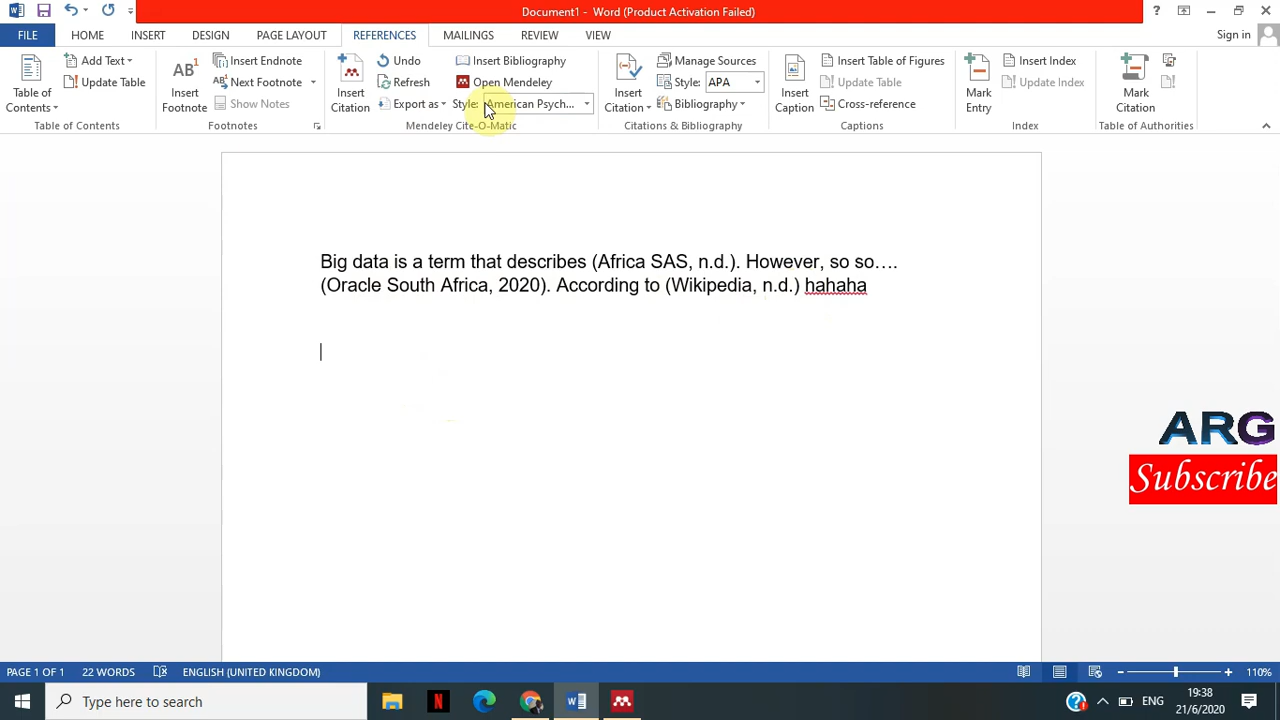 Document1 - Word (Product Activation Failed)
FILE HOME INSERT DESIGN PAGE LAYOUT REFERENCES MAILINGS REVIEW VIEW Sign in
Table of Contents
Add Text
Update Table
Table of Contents
AB1
Insert Footnote
Insert Endnote
AB1 Next Footnote
Show Notes
Footnotes
Insert Citation
Undo
Refresh
Export as
Insert Bibliography
Open Mendeley
Style: American Psych...
Mendeley Cite-O-Matic
Insert Citation
Manage Sources
Style: APA
Bibliography
Citations & Bibliography
Insert Caption
Insert Table of Figures
Update Table
Cross-reference
Captions
Mark Entry
Insert Index
Update Index
Index
Mark Citation
Table of Authorities
Big data is a term that describes (Africa SAS, n.d.). However, so so….
(Oracle South Africa, 2020). According to (Wikipedia, n.d.) hahaha
ARG
Subscribe
PAGE 1 OF 1 22 WORDS ENGLISH (UNITED KINGDOM) 110%
Type here to search
N
ENG
19:38
21/6/2020